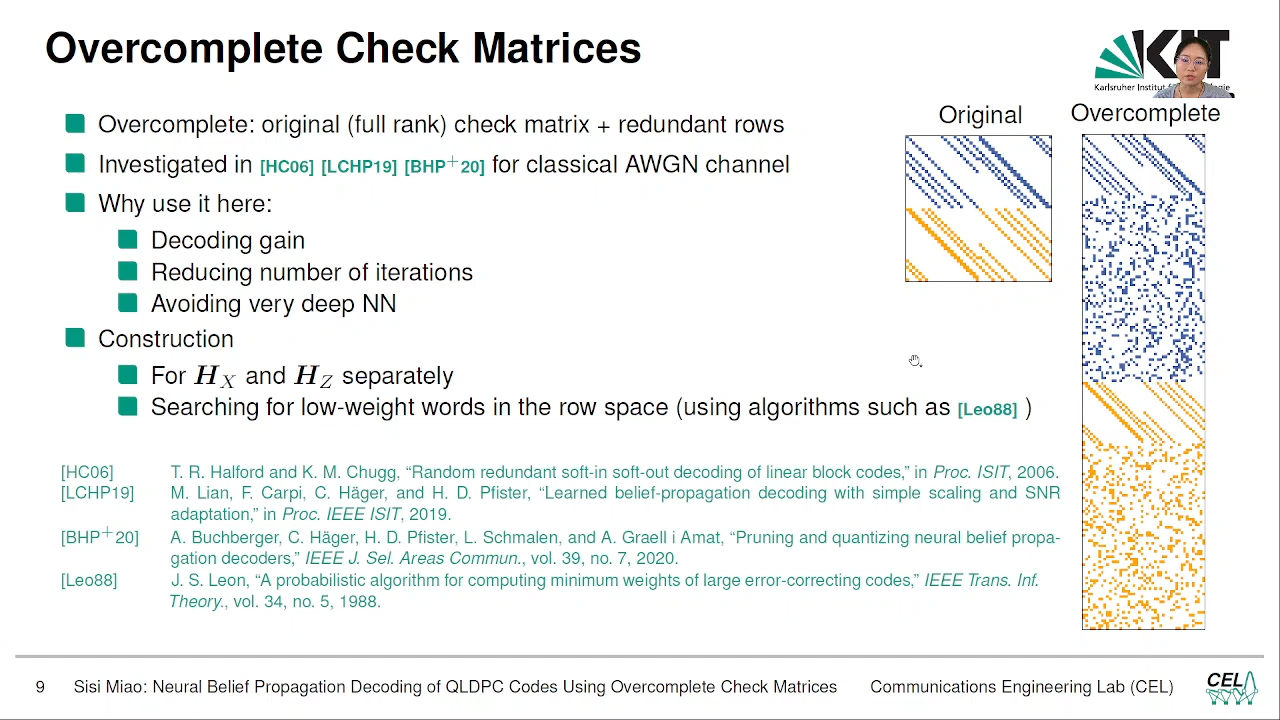 Overcomplete Check Matrices
KIT
Karlsruher Institut für Technologie
Original
Overcomplete
Overcomplete: original (full rank) check matrix + redundant rows
Investigated in [HC06] [LCHP19] [BHP+20] for classical AWGN channel
Why use it here:
Decoding gain
Reducing number of iterations
Avoiding very deep NN
Construction
For H_X and H_Z separately
Searching for low-weight words in the row space (using algorithms such as [Leo88] )
[HC06] T. R. Halford and K. M. Chugg, “Random redundant soft-in soft-out decoding of linear block codes,” in Proc. ISIT, 2006.
[LCHP19] M. Lian, F. Carpi, C. Häger, and H. D. Pfister, “Learned belief-propagation decoding with simple scaling and SNR
adaptation,” in Proc. IEEE ISIT, 2019.
[BHP+20] A. Buchberger, C. Häger, H. D. Pfister, L. Schmalen, and A. Graell i Amat, “Pruning and quantizing neural belief propa-
gation decoders,” IEEE J. Sel. Areas Commun., vol. 39, no. 7, 2020.
[Leo88] J. S. Leon, “A probabilistic algorithm for computing minimum weights of large error-correcting codes,” IEEE Trans. Inf.
Theory., vol. 34, no. 5, 1988.
9 Sisi Miao: Neural Belief Propagation Decoding of QLDPC Codes Using Overcomplete Check Matrices Communications Engineering Lab (CEL)
CEL